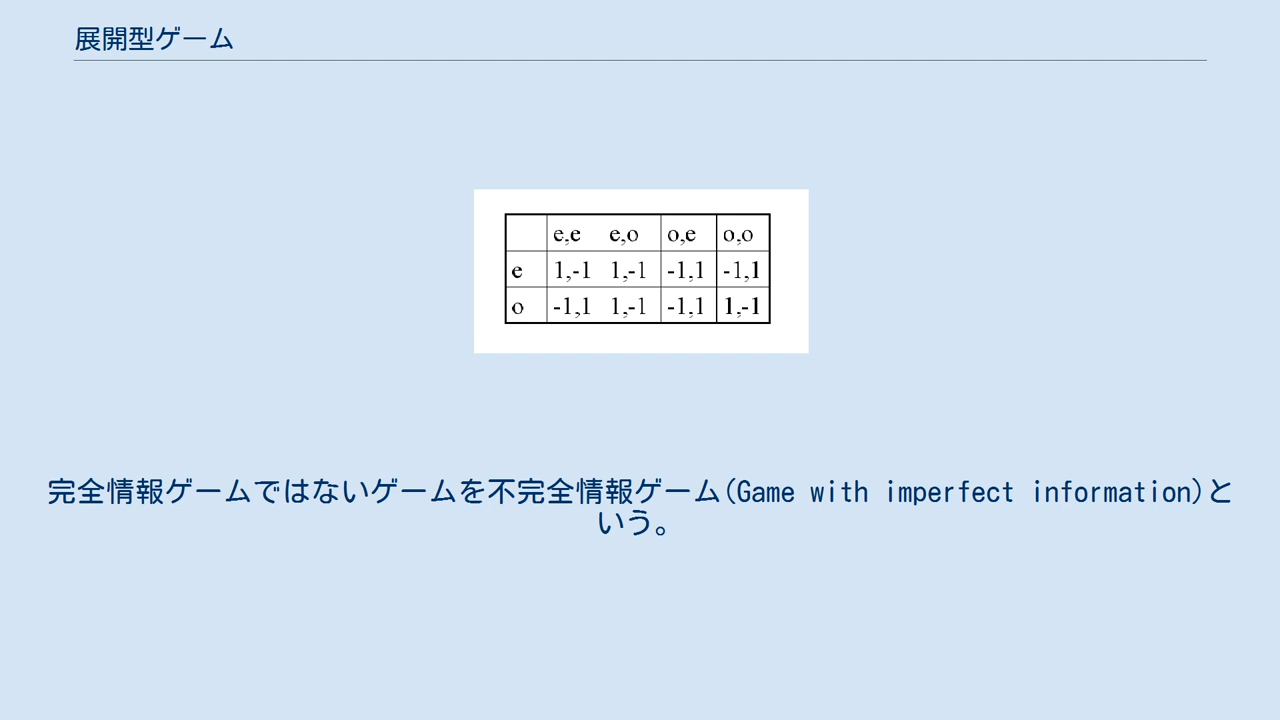 展開型ゲーム
e,e e,o o,e o,o
e 1,-1 1,-1 -1,1 -1,1
o -1,1 1,-1 -1,1 1,-1
完全情報ゲームではないゲームを不完全情報ゲーム(Game with imperfect information)と
いう。